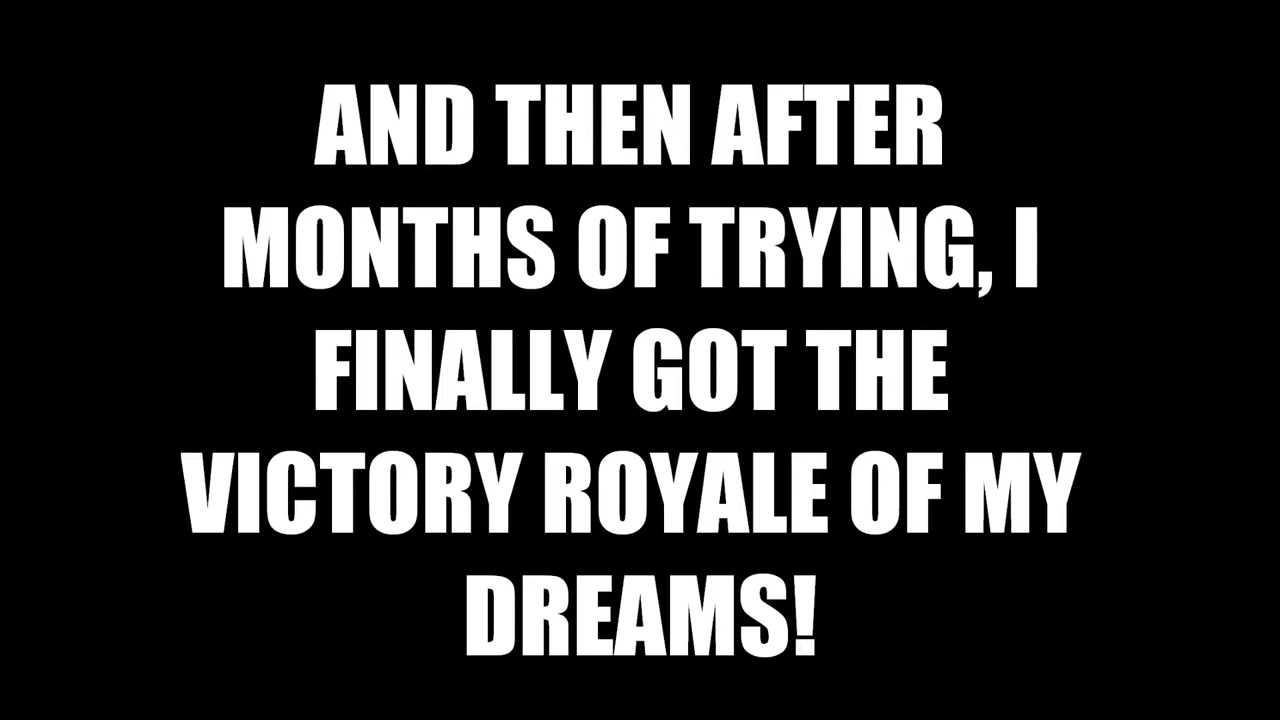 AND THEN AFTER
MONTHS OF TRYING, I
FINALLY GOT THE
VICTORY ROYALE OF MY
DREAMS!